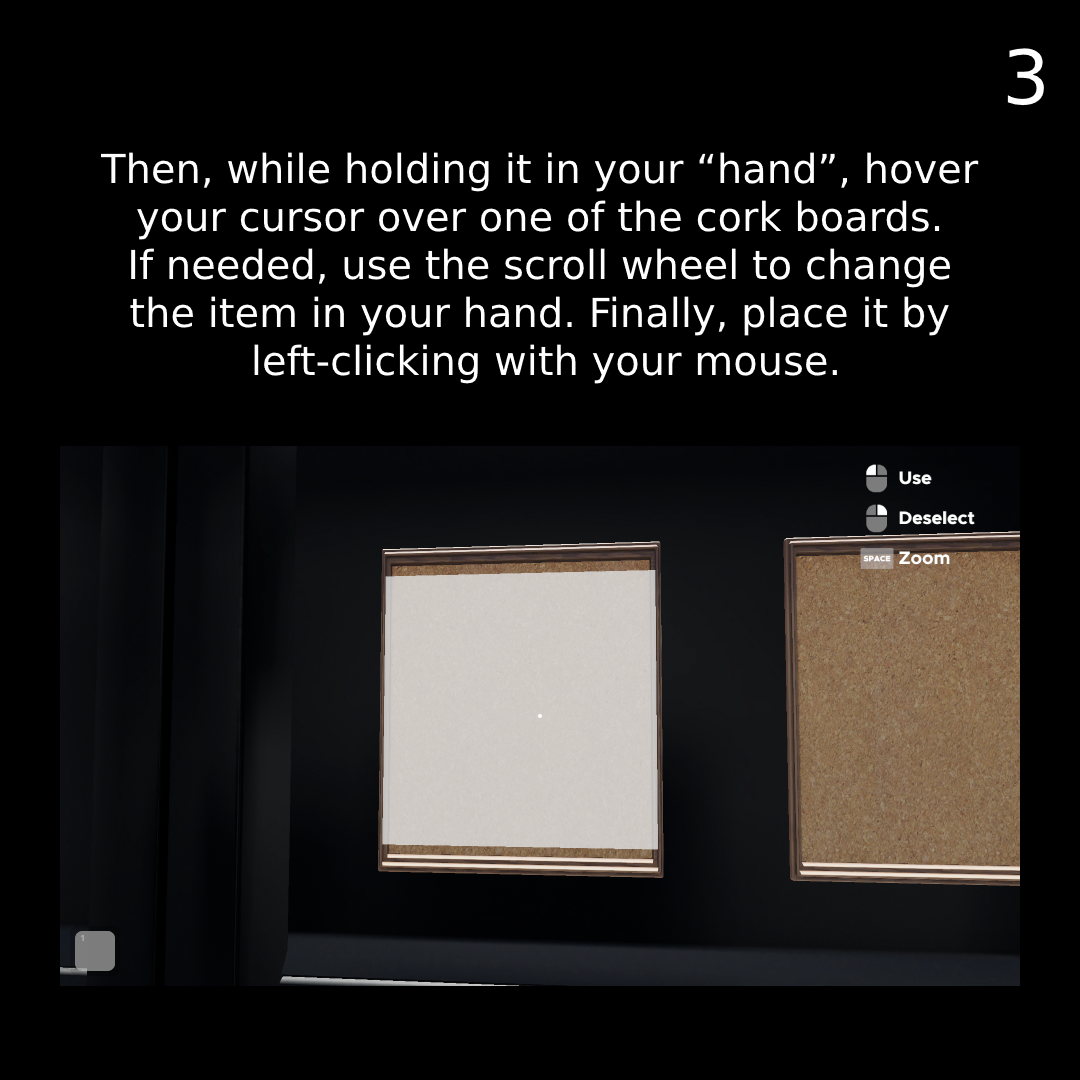 3
Then, while holding it in your “hand”, hover
your cursor over one of the cork boards.
If needed, use the scroll wheel to change
the item in your hand. Finally, place it by
left-clicking with your mouse.
Use
Deselect
SPACE Zoom
1